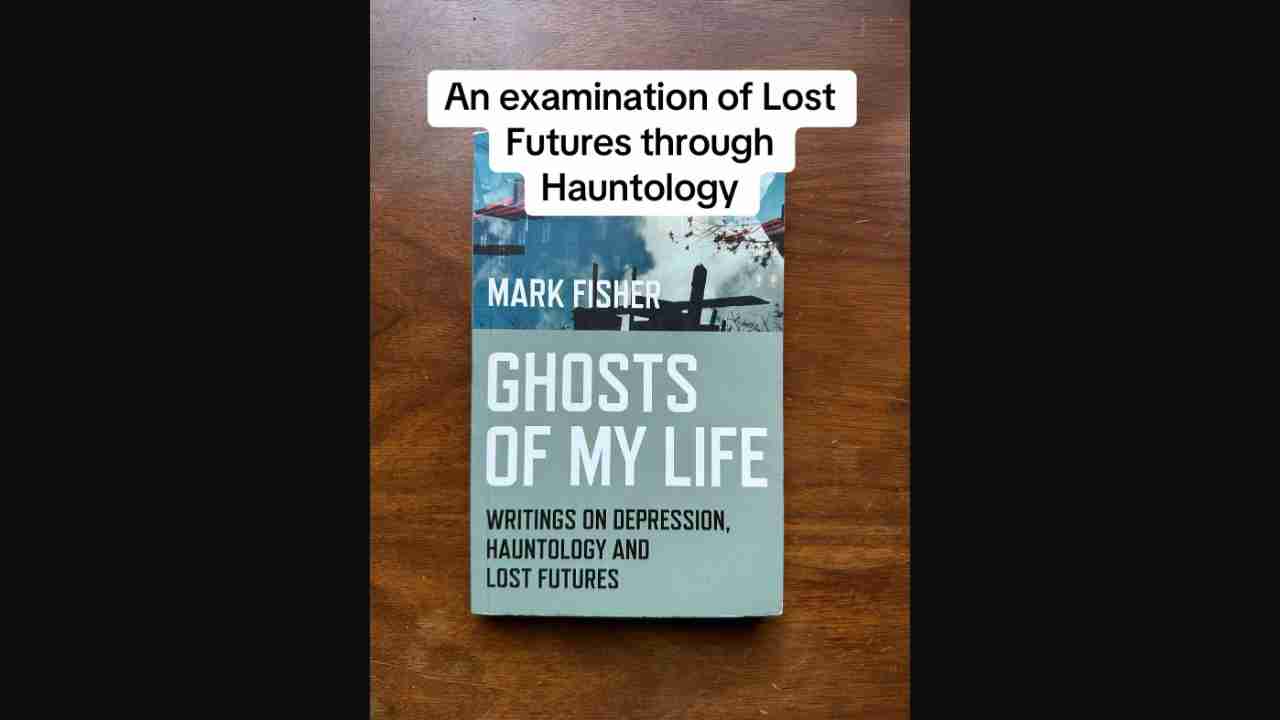 An examination of Lost
Futures through
Hauntology
MARK FISHER
GHOSTS
OF MY LIFE
WRITINGS ON DEPRESSION,
HAUNTOLOGY AND
LOST FUTURES